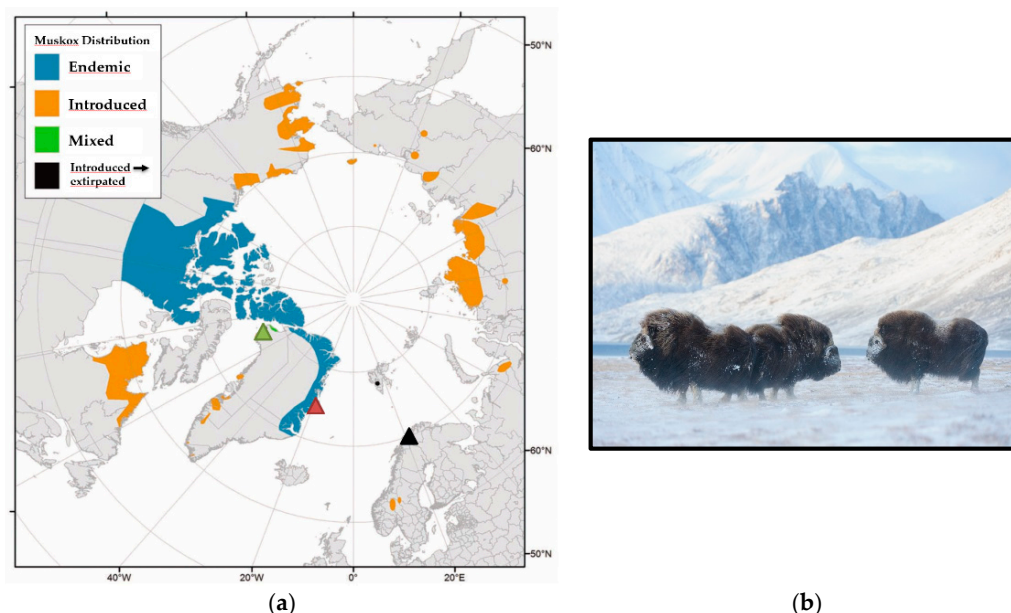 Muskox Distribution
Endemic
Introduced
Mixed
Introduced →
extirpated
50°N
60°N
60°N
50°N
40°W
20°W
0°
20°E
(a)
(b)